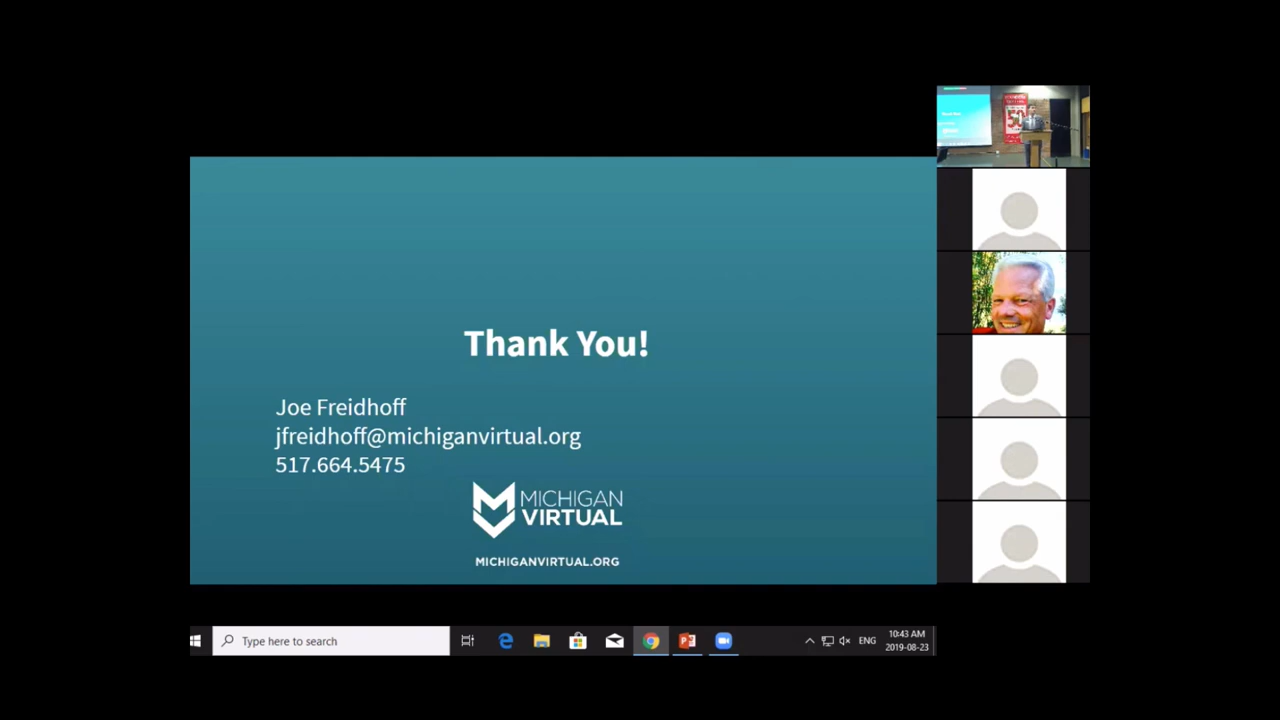 Thank You!
Joe Freidhoff
jfreidhoff@michiganvirtual.org
517.664.5475
MICHIGAN
VIRTUAL
MICHIGANVIRTUAL.ORG
Type here to search
ENG
10:43 AM
2019-08-23